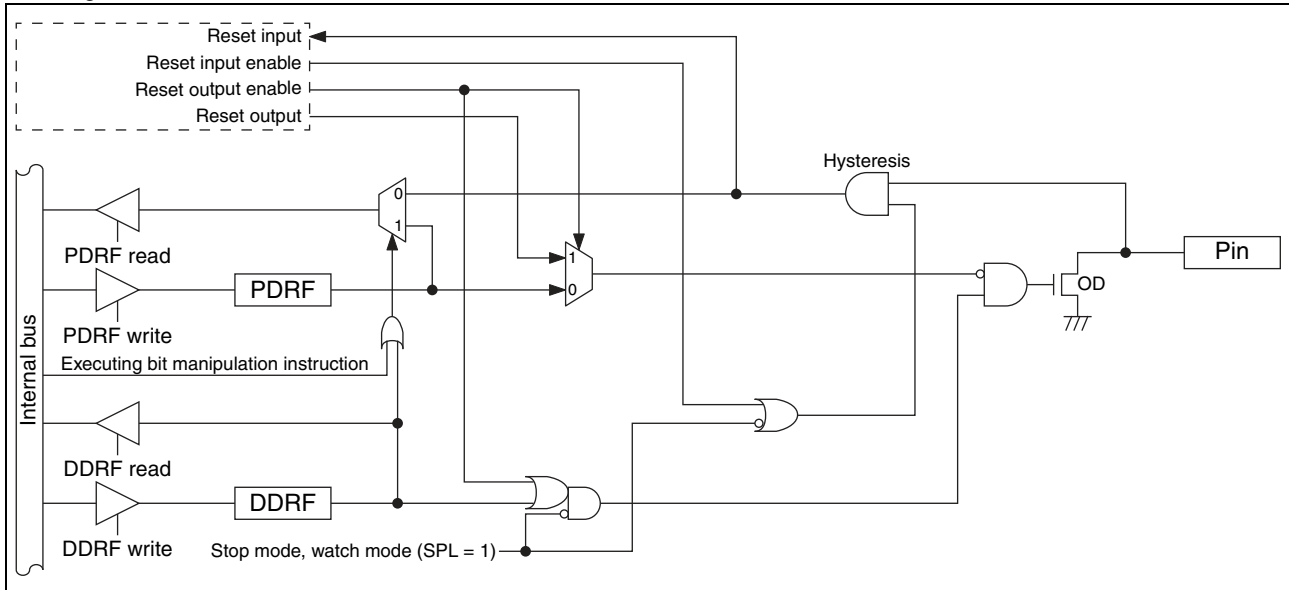 Reset input
Reset input enable
Reset output enable
Reset output
Hysteresis
0
1
PDRF read
1
Pin
OD
PDRF
0
PDRF write
Executing bit manipulation instruction
Internal bus
DDRF read
DDRF
DDRF write
Stop mode, watch mode (SPL = 1)